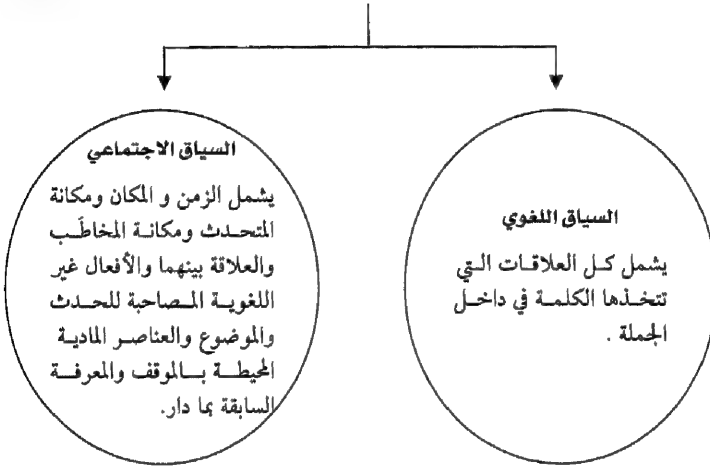 السياق اللغوي
يشمل كل العلاقات التي
تتخذها الكلمة في داخل
الجملة .
السياق الاجتماعي
يشمل الزمن و المكان ومكانة
المتحدث ومكانة المخاطَب
والعلاقة بينهما والأفعال غير
اللغوية المصاحبة للحدث
والموضوع والعناصر المادية
المحيطة بالموقف والمعرفة
السابقة بما دار.